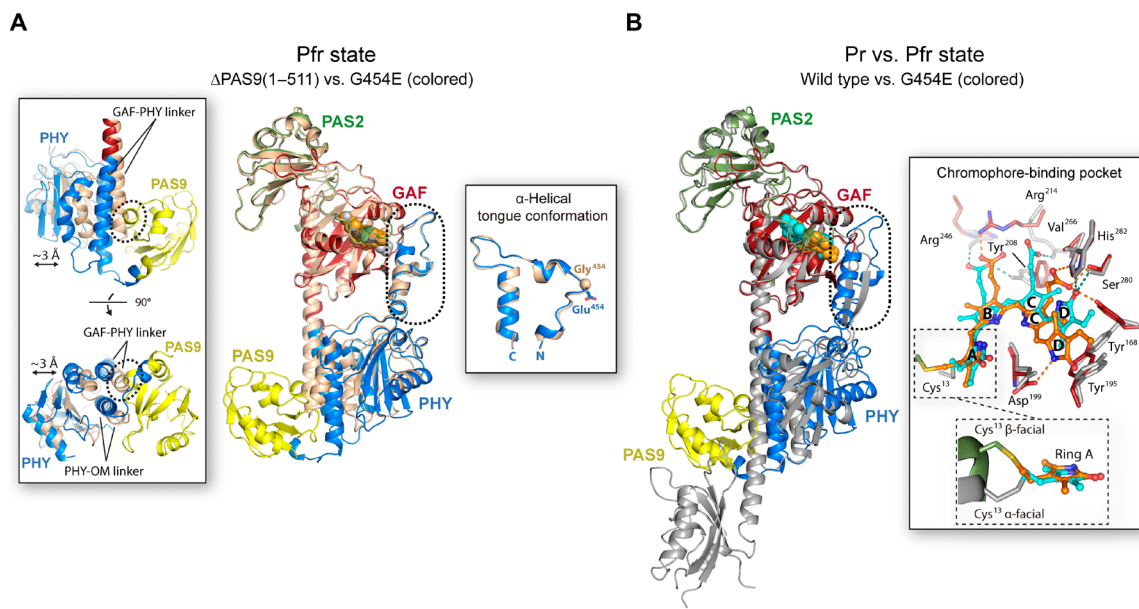 A
Pfr state
ΔPAS9(1–511) vs. G454E (colored)
GAF-PHY linker
PHY
PAS9
~3 Å
90°
GAF-PHY linker
PAS9
~3 Å
PHY
PHY-OM linker
PAS2
GAF
PAS9
PHY
α-Helical
tongue conformation
Gly454
Glu454
C
N
B
Pr vs. Pfr state
Wild type vs. G454E (colored)
PAS2
GAF
PHY
PAS9
Chromophore-binding pocket
Arg214
Val266
His282
Arg246
Tyr208
Ser280
B
C
C
D
D
A
Tyr168
Cys13
Asp199
Tyr195
Cys13 β-facial
Ring A
Cys13 α-facial